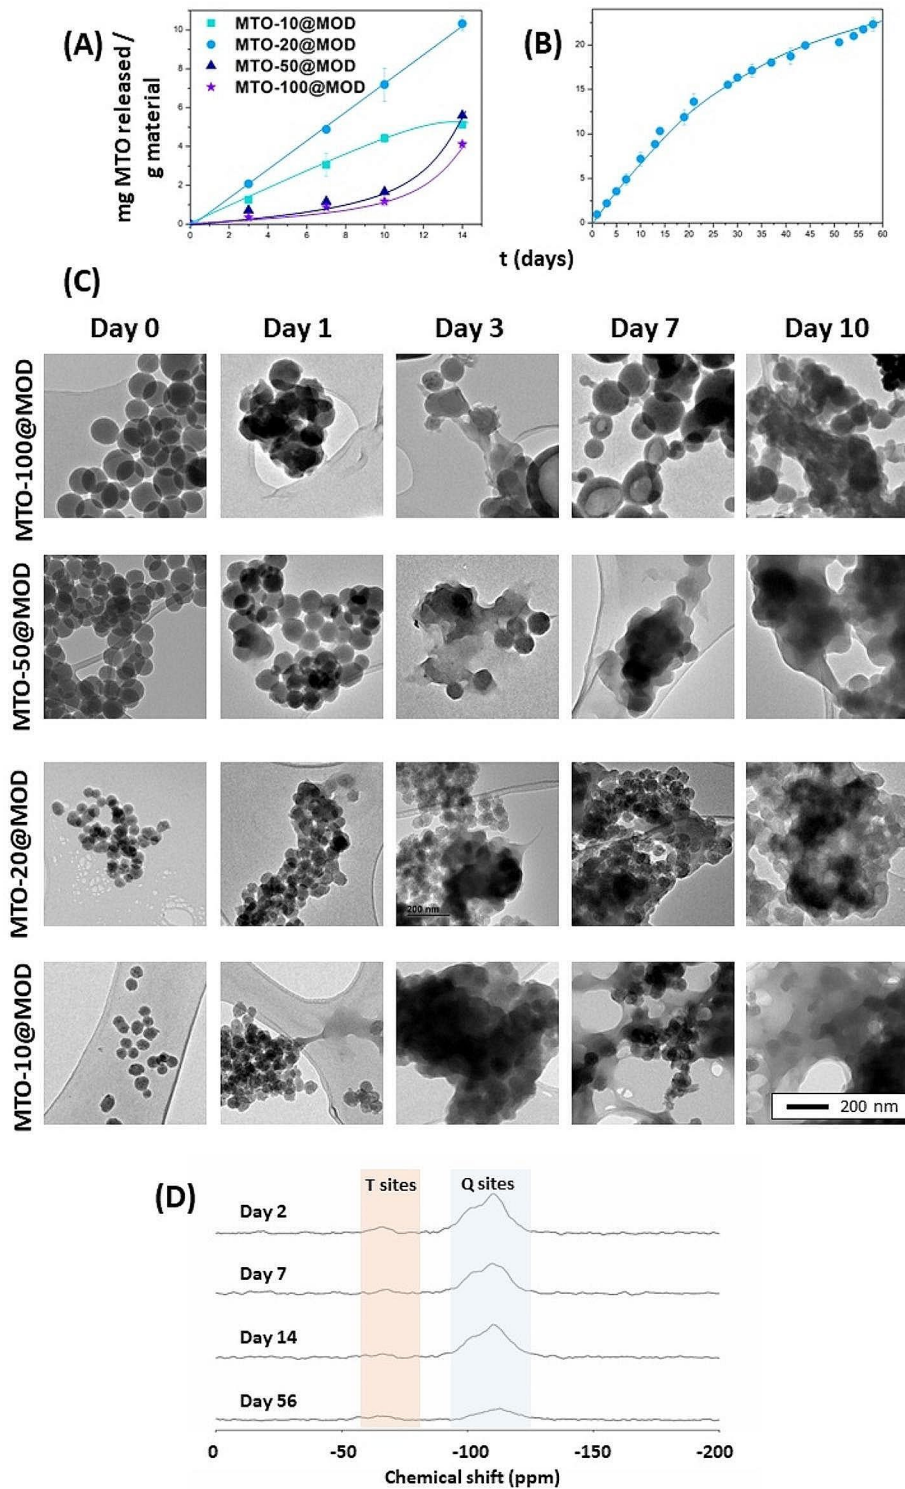 (A)
MTO-10@MOD
MTO-20@MOD
MTO-50@MOD
MTO-100@MOD
mg MTO released /
g material
10
8
6
4
2
0
0 2 4 6 8 10 12 14
(B)
20
15
10
5
0
0 5 10 15 20 25 30 35 40 45 50 55 60
t (days)
(C)
Day 0 Day 1 Day 3 Day 7 Day 10
MTO-100@MOD
MTO-50@MOD
MTO-20@MOD
200 nm
MTO-10@MOD
200 nm
(D)
T sites Q sites
Day 2
Day 7
Day 14
Day 56
0 -50 -100 -150 -200
Chemical shift (ppm)